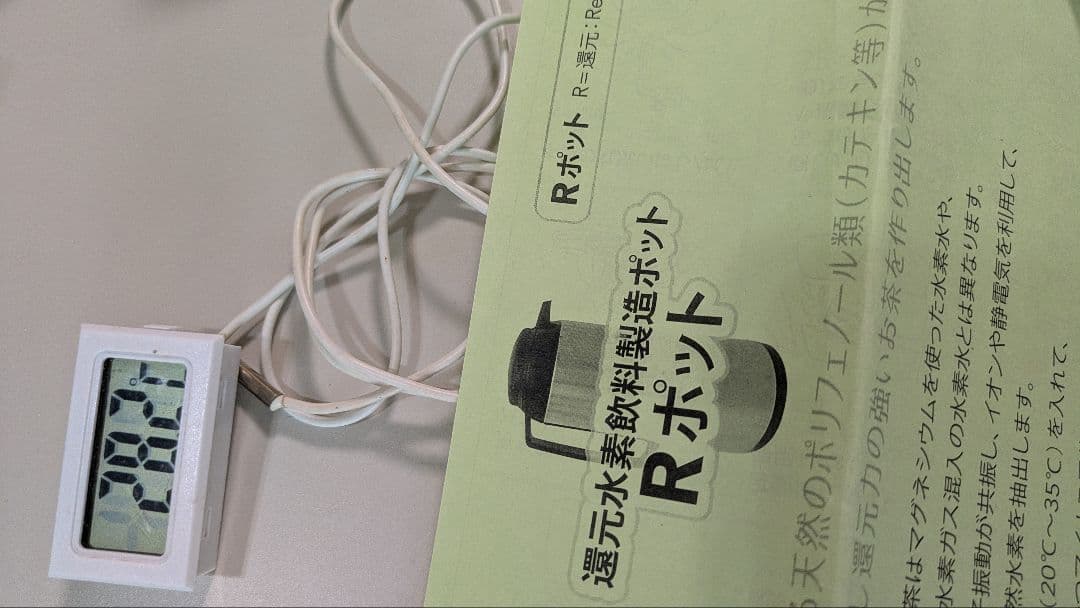 28.2℃
Rポット R=還元:Re
還元水素飲料製造ポット
Rポット
る天然のポリフェノール類(カテキン等)が
し還元力の強いお茶を作り出します。
茶はマグネシウムを使った水素水や、
水素ガス混入の水素水とは異なります。
子振動が共振し、イオンや静電気を利用して、
然水素を抽出します。
(20℃～35℃)を入れて、